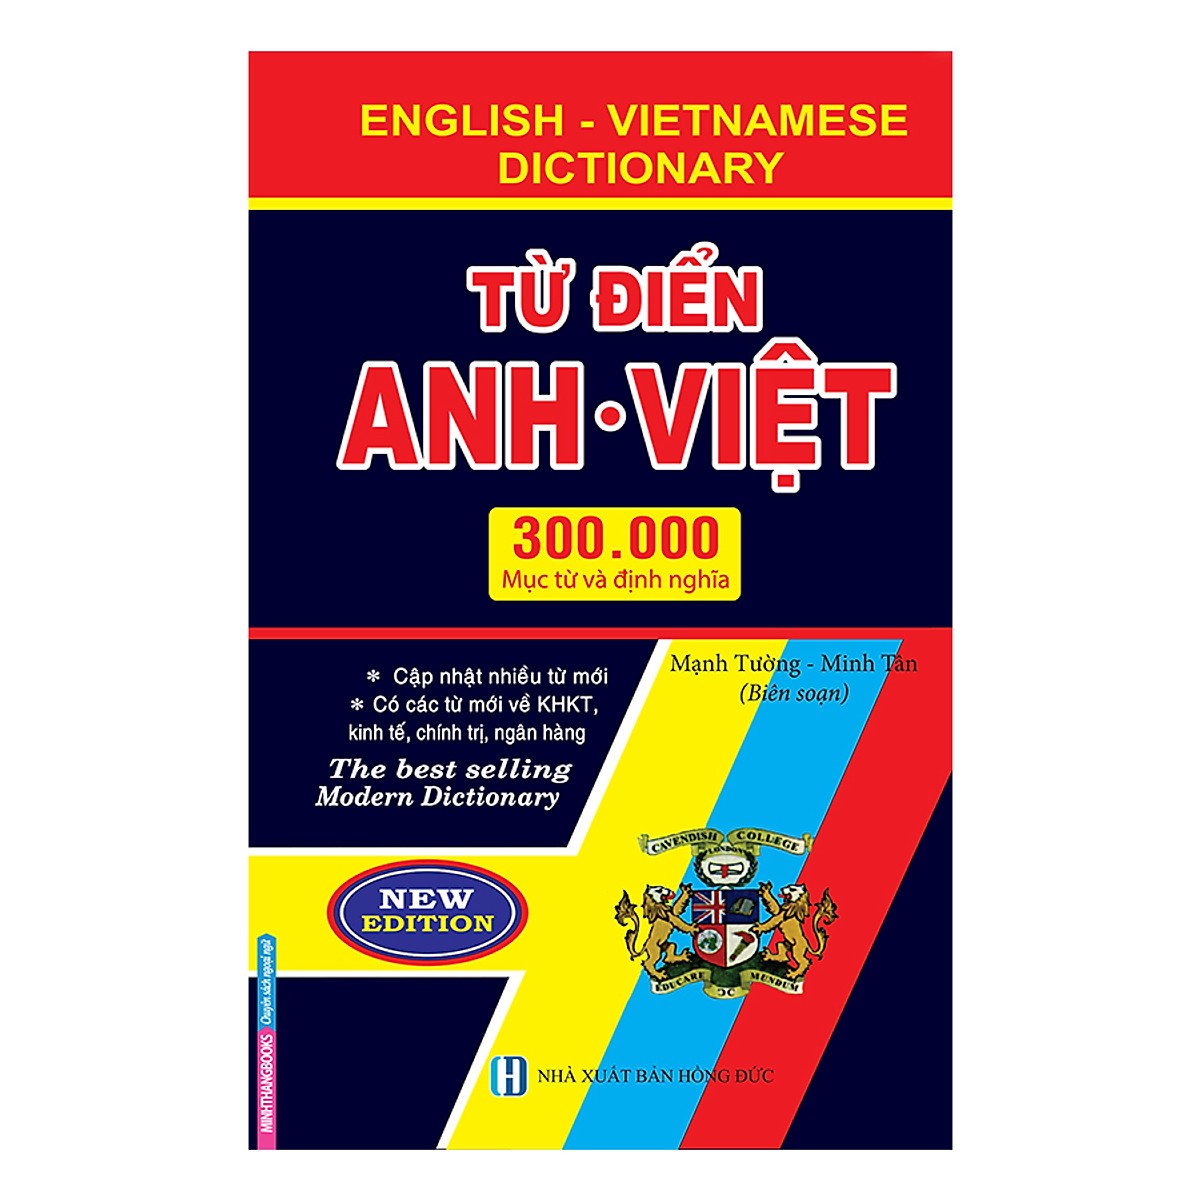 ENGLISH - VIETNAMESE
DICTIONARY
TỪ ĐIỂN
ANH · VIỆT
300.000
Mục từ và định nghĩa
* Cập nhật nhiều từ mới
* Có các từ mới về KHKT,
kinh tế, chính trị, ngân hàng
The best selling
Modern Dictionary
Mạnh Tường - Minh Tân
(Biên soạn)
CAVENDISH COLLEGE
LONDON
EDUCARE CC MUNDUM
NEW
EDITION
NHÀ XUẤT BẢN HỒNG ĐỨC
MINHTHANGBOOKS Chuyên sách ngoại ngữ